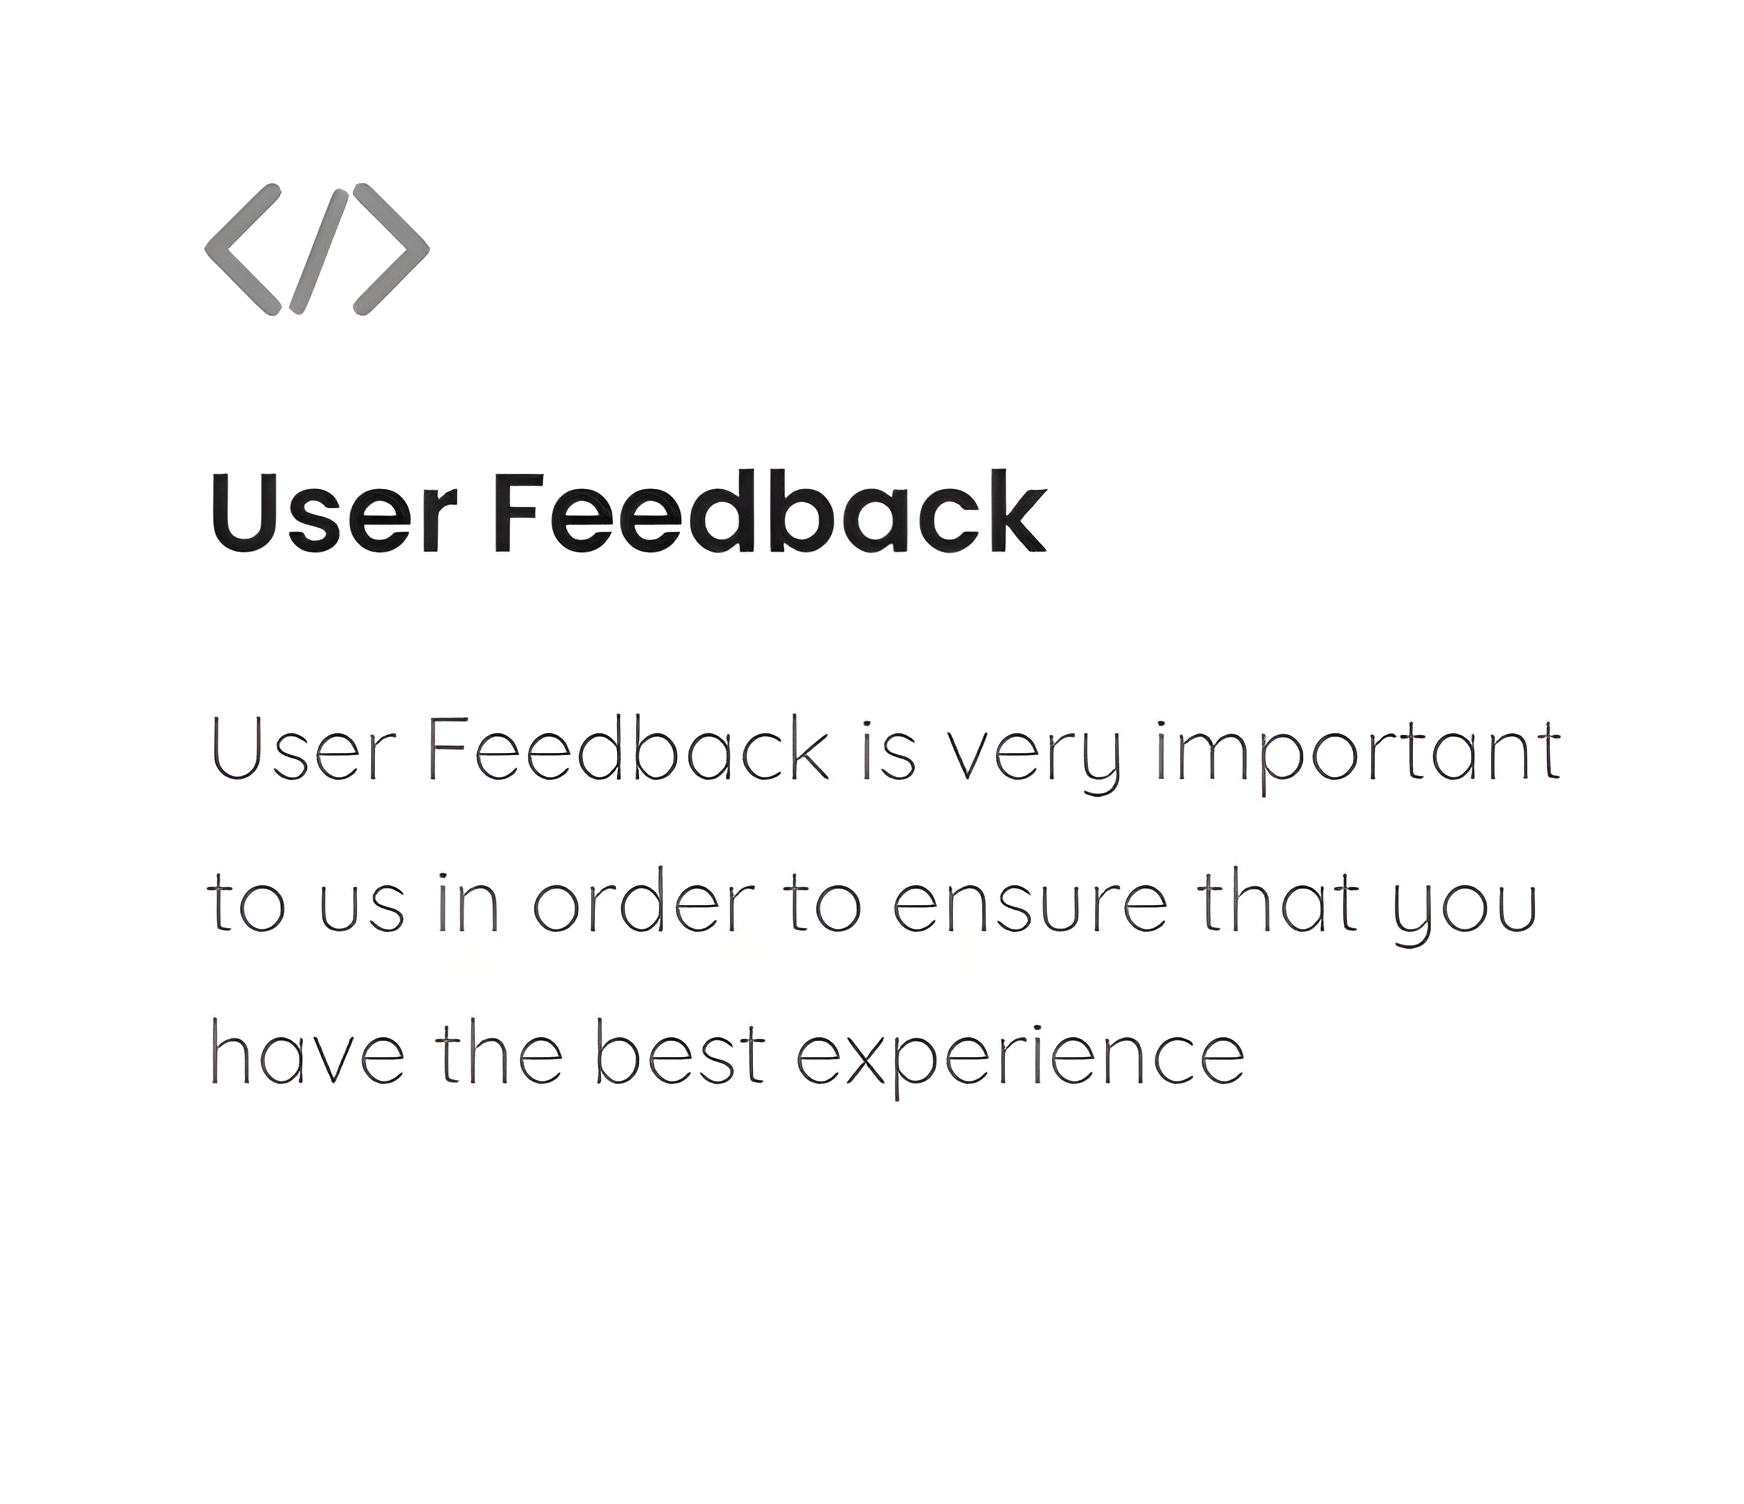 </>
User Feedback
User Feedback is very important
to us in order to ensure that you
have the best experience